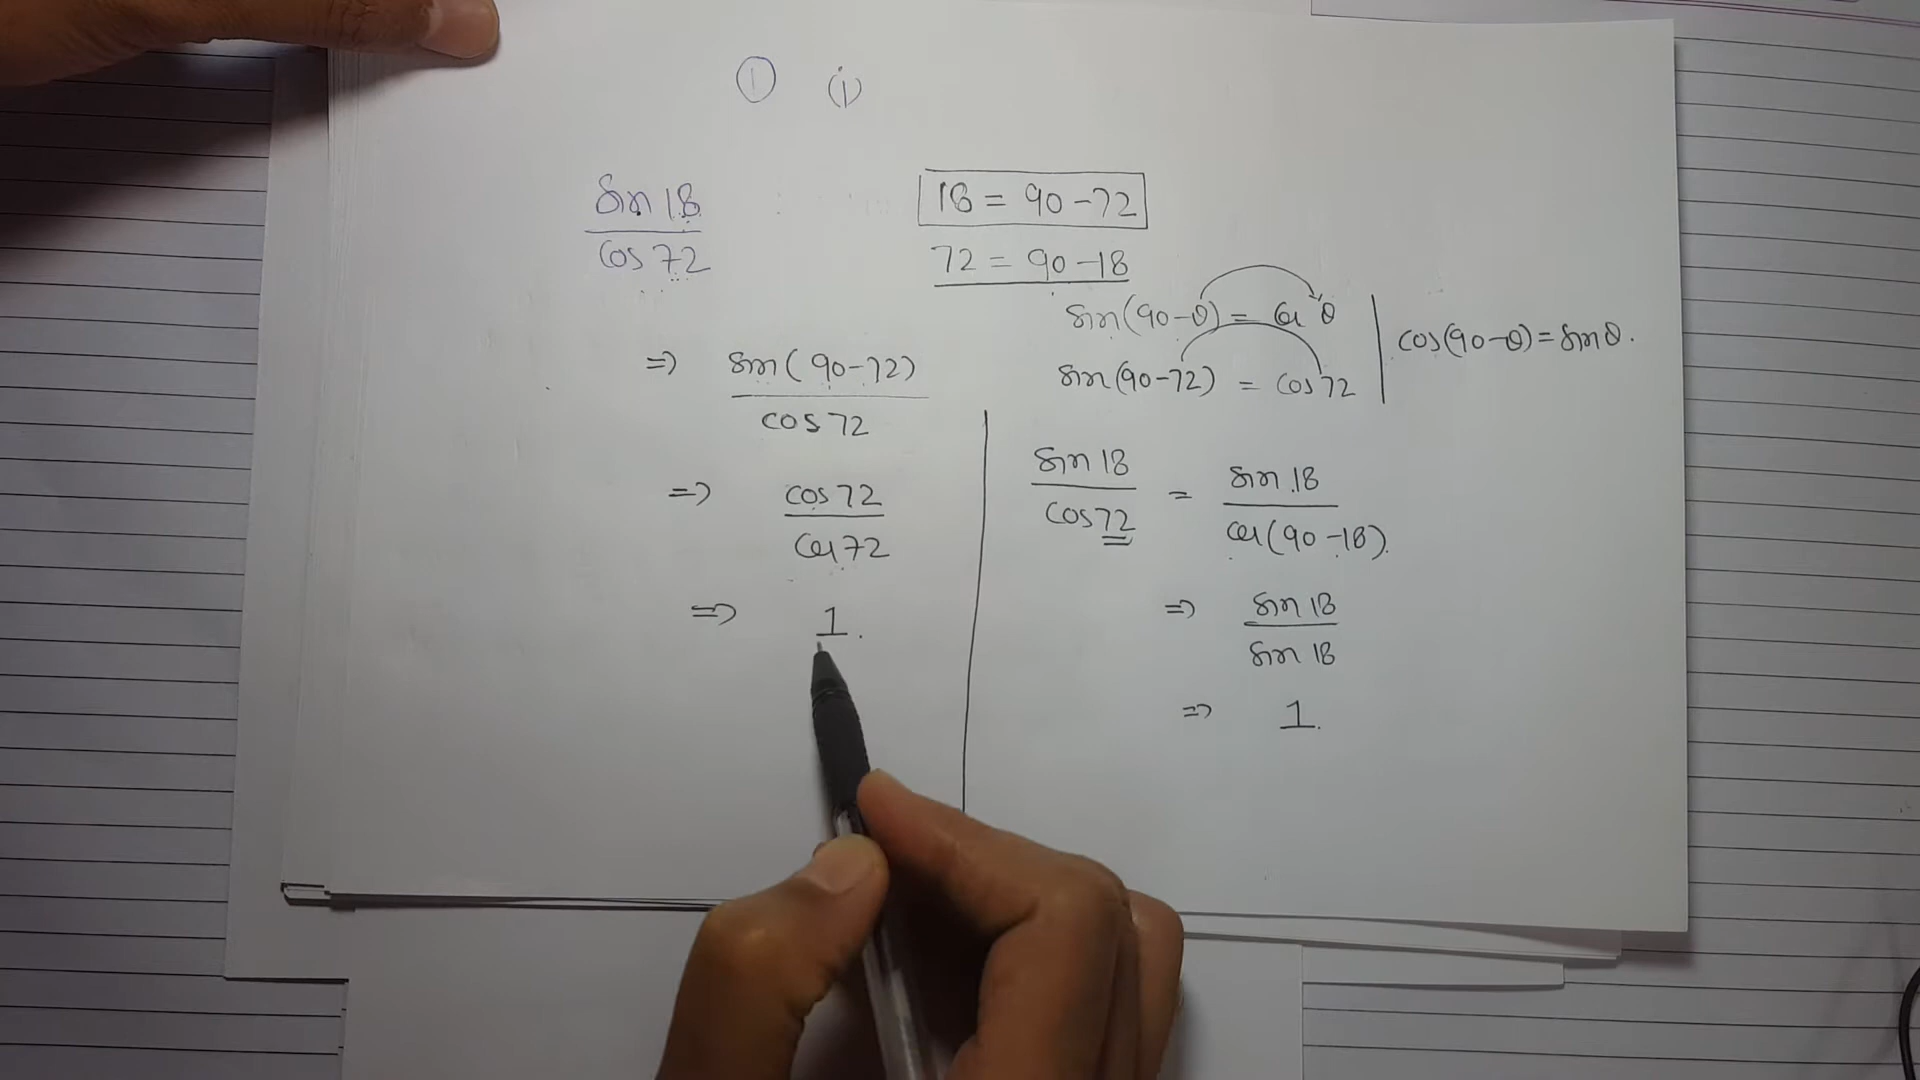 ① (i)
sin 18
cos 72
18 = 90 - 72
72 = 90 - 18
sin(90-θ) = cos θ
sin(90-72) = cos 72
cos(90-θ) = sinθ.
=> sin(90-72)
cos 72
=> cos 72
cos 72
=> 1.
sin 18
cos 72
= sin 18
cos(90-18).
=> sin 18
sin 18
=> 1.